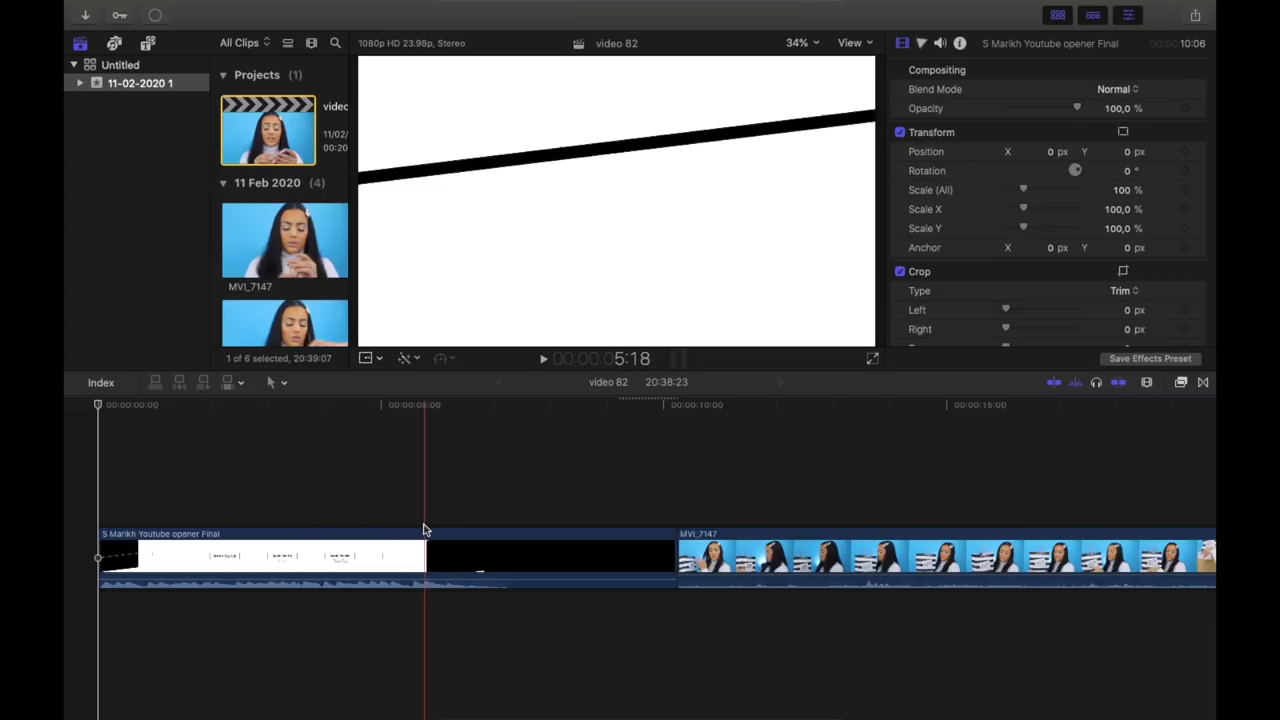 1080p HD 23.98p, Stereo
video 82
34%
View
S Marikh Youtube opener Final
00:00:10:06
All Clips
Untitled
11-02-2020 1
Projects (1)
video
11/02/
00:20
11 Feb 2020 (4)
MVI_7147
1 of 6 selected, 20:39:07
Compositing
Blend Mode
Normal
Opacity
100,0 %
Transform
Position X 0 px Y 0 px
Rotation 0 °
Scale (All) 100 %
Scale X 100,0 %
Scale Y 100,0 %
Anchor X 0 px Y 0 px
Crop
Type Trim
Left 0 px
Right 0 px
00:00:05:18
Save Effects Preset
Index
video 82 20:38:23
00:00:00:00
00:00:05:00
00:00:10:00
00:00:15:00
S Marikh Youtube opener Final
MVI_7147